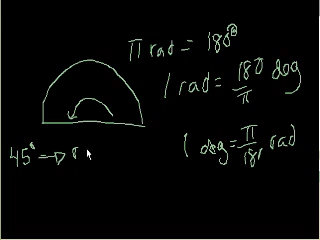 π rad = 180°
1 rad = 180/π deg
1 deg = π/180 rad
45° → r